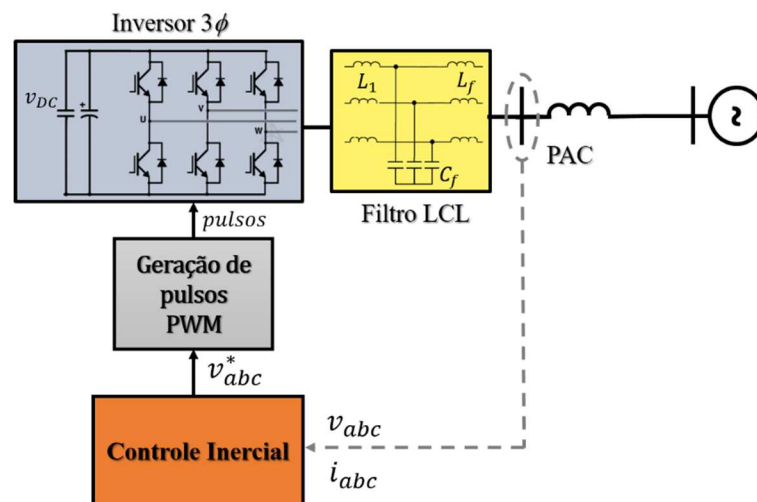 Inversor 3ϕ
v_DC
+
U
V
W
L_1
L_f
C_f
Filtro LCL
PAC
~
pulsos
Geração de
pulsos
PWM
v*_abc
Controle Inercial
v_abc
i_abc